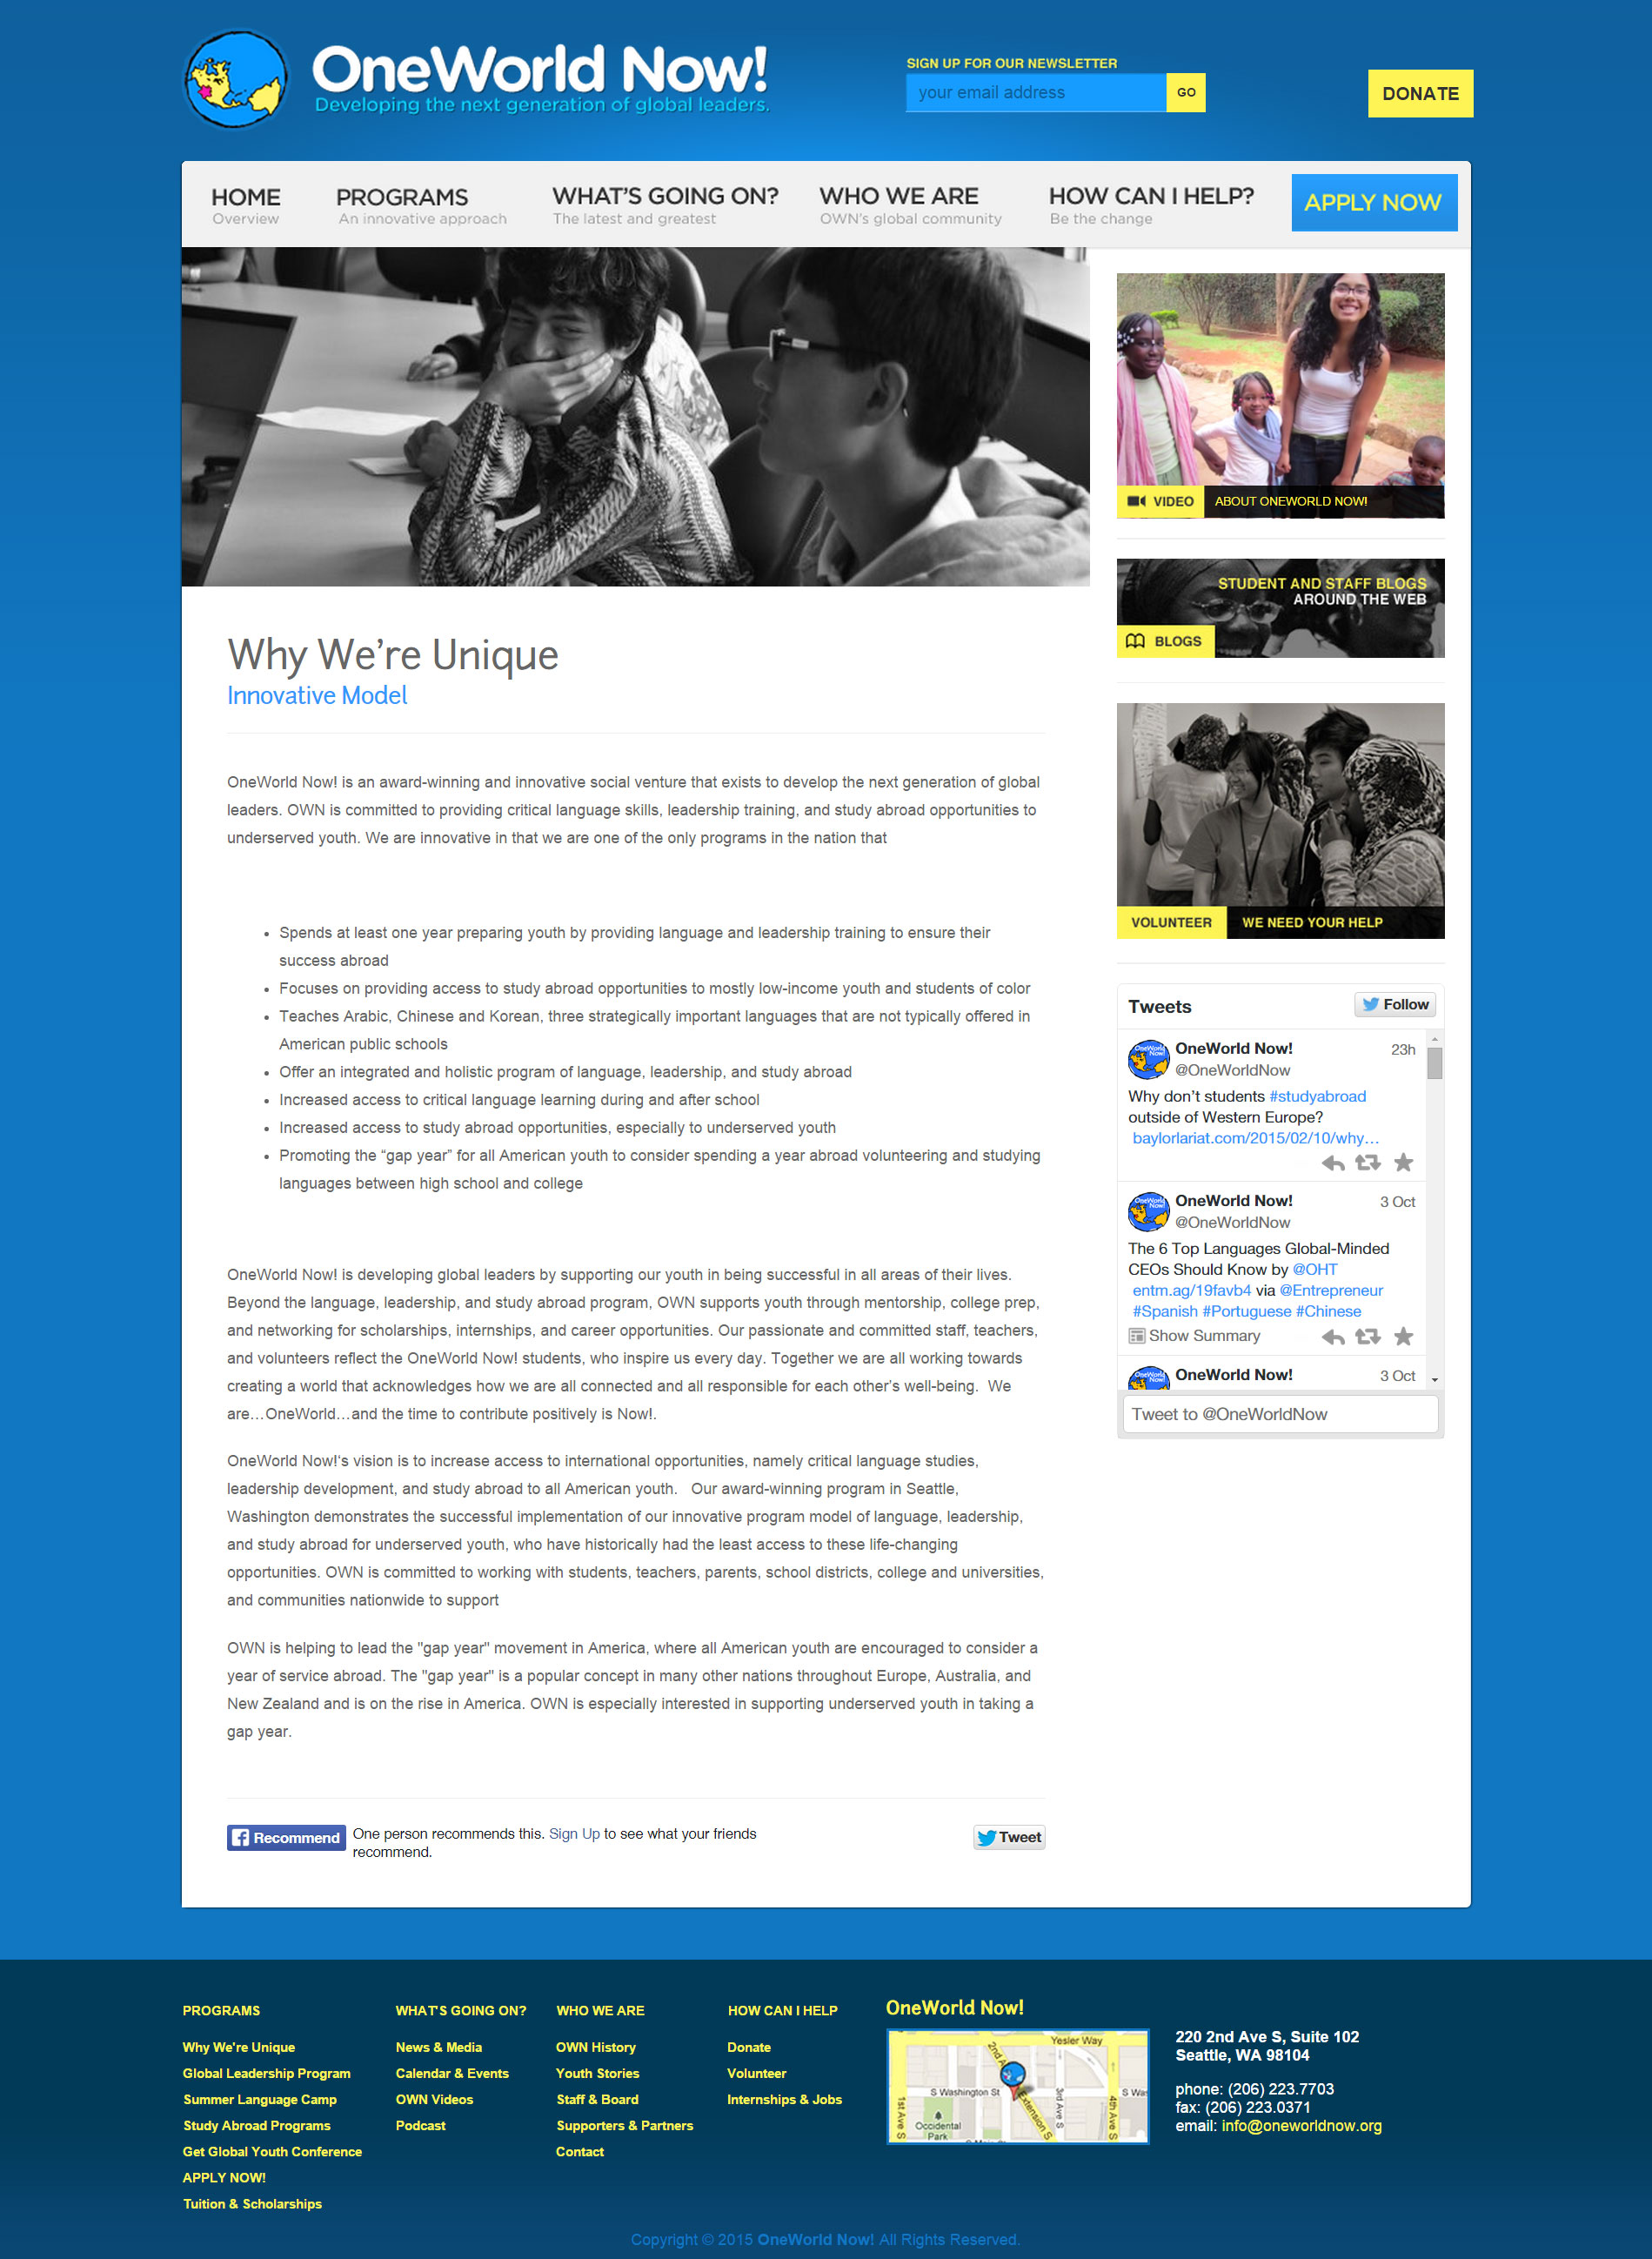 OneWorld Now!
Developing the next generation of global leaders.
SIGN UP FOR OUR NEWSLETTER
your email address
GO
DONATE
HOME
Overview
PROGRAMS
An innovative approach
WHAT'S GOING ON?
The latest and greatest
WHO WE ARE
OWN's global community
HOW CAN I HELP?
Be the change
APPLY NOW
Why We’re Unique
Innovative Model
OneWorld Now! is an award-winning and innovative social venture that exists to develop the next generation of global
leaders. OWN is committed to providing critical language skills, leadership training, and study abroad opportunities to
underserved youth. We are innovative in that we are one of the only programs in the nation that
• Spends at least one year preparing youth by providing language and leadership training to ensure their
success abroad
• Focuses on providing access to study abroad opportunities to mostly low-income youth and students of color
• Teaches Arabic, Chinese and Korean, three strategically important languages that are not typically offered in
American public schools
• Offer an integrated and holistic program of language, leadership, and study abroad
• Increased access to critical language learning during and after school
• Increased access to study abroad opportunities, especially to underserved youth
• Promoting the “gap year” for all American youth to consider spending a year abroad volunteering and studying
languages between high school and college
OneWorld Now! is developing global leaders by supporting our youth in being successful in all areas of their lives.
Beyond the language, leadership, and study abroad program, OWN supports youth through mentorship, college prep,
and networking for scholarships, internships, and career opportunities. Our passionate and committed staff, teachers,
and volunteers reflect the OneWorld Now! students, who inspire us every day. Together we are all working towards
creating a world that acknowledges how we are all connected and all responsible for each other’s well-being.  We
are…OneWorld…and the time to contribute positively is Now!.
OneWorld Now!'s vision is to increase access to international opportunities, namely critical language studies,
leadership development, and study abroad to all American youth.   Our award-winning program in Seattle,
Washington demonstrates the successful implementation of our innovative program model of language, leadership,
and study abroad for underserved youth, who have historically had the least access to these life-changing
opportunities. OWN is committed to working with students, teachers, parents, school districts, college and universities,
and communities nationwide to support
OWN is helping to lead the "gap year" movement in America, where all American youth are encouraged to consider a
year of service abroad. The "gap year" is a popular concept in many other nations throughout Europe, Australia, and
New Zealand and is on the rise in America. OWN is especially interested in supporting underserved youth in taking a
gap year.
Recommend
One person recommends this. Sign Up to see what your friends
recommend.
Tweet
VIDEO
ABOUT ONEWORLD NOW!
STUDENT AND STAFF BLOGS
AROUND THE WEB
BLOGS
VOLUNTEER
WE NEED YOUR HELP
Tweets
Follow
OneWorld Now!
OneWorld Now!
23h
@OneWorldNow
Why don’t students #studyabroad
outside of Western Europe?
baylorlariat.com/2015/02/10/why…
OneWorld Now!
OneWorld Now!
3 Oct
@OneWorldNow
The 6 Top Languages Global-Minded
CEOs Should Know by @OHT
entm.ag/19favb4 via @Entrepreneur
#Spanish #Portuguese #Chinese
Show Summary
OneWorld Now!
OneWorld Now!
3 Oct
Tweet to @OneWorldNow
PROGRAMS
Why We're Unique
Global Leadership Program
Summer Language Camp
Study Abroad Programs
Get Global Youth Conference
APPLY NOW!
Tuition & Scholarships
WHAT'S GOING ON?
News & Media
Calendar & Events
OWN Videos
Podcast
WHO WE ARE
OWN History
Youth Stories
Staff & Board
Supporters & Partners
Contact
HOW CAN I HELP
Donate
Volunteer
Internships & Jobs
OneWorld Now!
Yesler Way
2nd A
S Washington St
S Was
1st Ave S
Extension S
3rd Ave S
4th Ave S
Occidental
Park
S Main St
220 2nd Ave S, Suite 102
Seattle, WA 98104
phone: (206) 223.7703
fax: (206) 223.0371
email: info@oneworldnow.org
Copyright © 2015 OneWorld Now! All Rights Reserved.